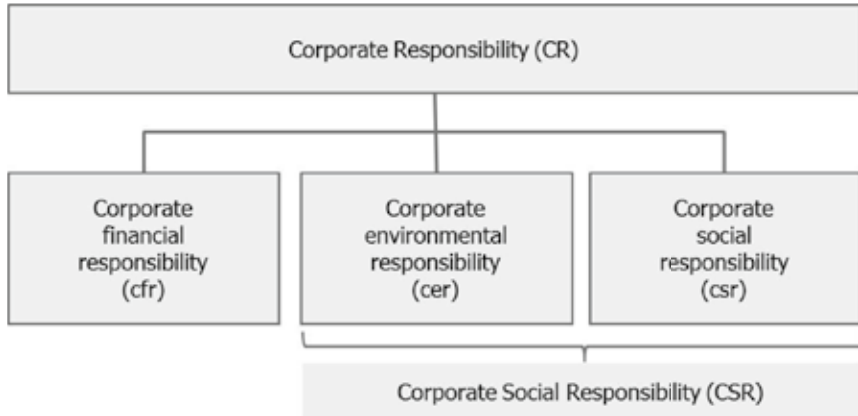 Corporate Responsibility (CR)
Corporate
financial
responsibility
(cfr)
Corporate
environmental
responsibility
(cer)
Corporate
social
responsibility
(csr)
Corporate Social Responsibility (CSR)